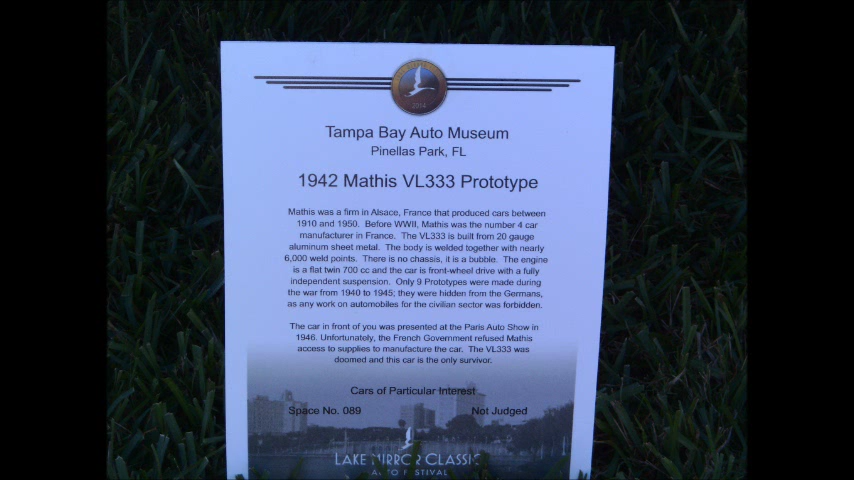 2014
Tampa Bay Auto Museum
Pinellas Park, FL
1942 Mathis VL333 Prototype
Mathis was a firm in Alsace, France that produced cars between
1910 and 1950. Before WWII, Mathis was the number 4 car
manufacturer in France. The VL333 is built from 20 gauge
aluminum sheet metal. The body is welded together with nearly
6,000 weld points. There is no chassis, it is a bubble. The engine
is a flat twin 700 cc and the car is front-wheel drive with a fully
independent suspension. Only 9 Prototypes were made during
the war from 1940 to 1945; they were hidden from the Germans,
as any work on automobiles for the civilian sector was forbidden.
The car in front of you was presented at the Paris Auto Show in
1946. Unfortunately, the French Government refused Mathis
access to supplies to manufacture the car. The VL333 was
doomed and this car is the only survivor.
Cars of Particular Interest
Space No. 089 Not Judged
LAKE MIRROR CLASSIC
AUTO FESTIVAL